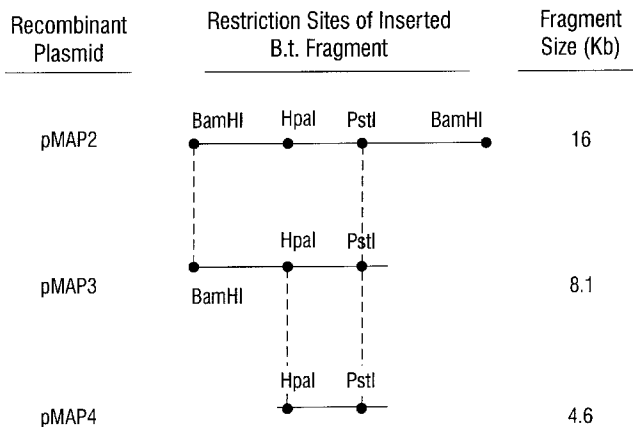 Recombinant Plasmid
Restriction Sites of Inserted B.t. Fragment
Fragment Size (Kb)
BamHI HpaI PstI BamHI
pMAP2 16
HpaI PstI
pMAP3 8.1
BamHI
HpaI PstI
pMAP4 4.6